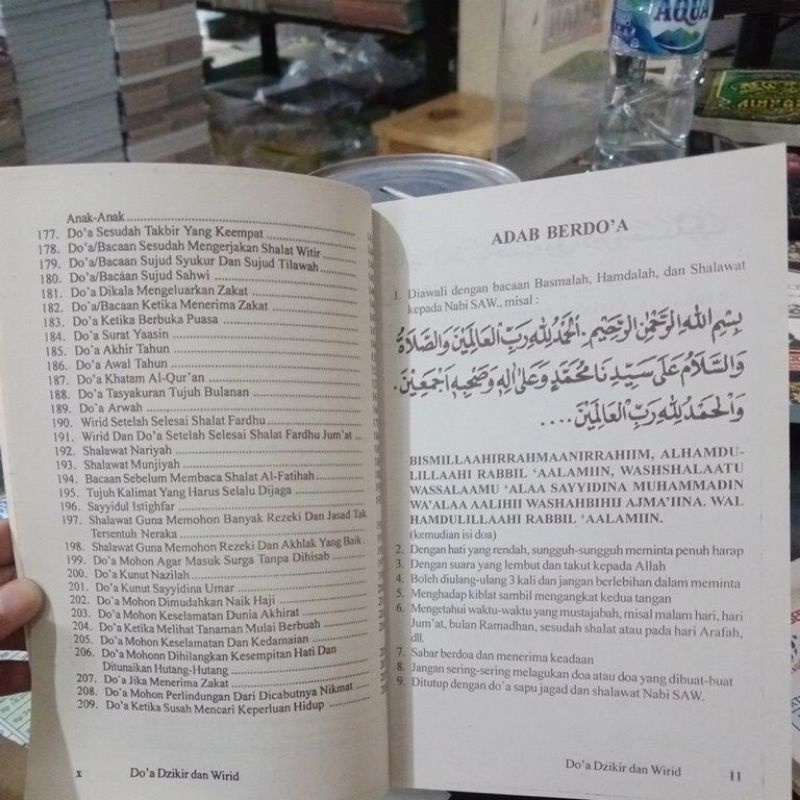 AQUA
Anak-Anak
177. Do'a Sesudah Takbir Yang Keempat
178. Do'a/Bacaan Sesudah Mengerjakan Shalat Witir
179. Do'a/Bacaan Sujud Syukur Dan Sujud Tilawah
180. Do'a/Bacáan Sujud Sahwi
181. Do'a Dikala Mengeluarkan Zakat
182. Do'a/Bacaan Ketika Menerima Zakat
183. Do'a Ketika Berbuka Puasa
184. Do'a Surat Yaasin
185. Do'a Akhir Tahun
186. Do'a Awal Tahun
187. Do'a Khatam Al-Qur'an
188. Do'a Tasyakuran Tujuh Bulanan
189. Do'a Arwah
190. Wirid Setelah Selesai Shalat Fardhu
191. Wirid Dan Do'a Setelah Selesai Shalat Fardhu Jum'at ...
192. Shalawat Nariyah
193. Shalawat Munjiyah
194. Bacaan Sebelum Membaca Shalat Al-Fatihah
195. Tujuh Kalimat Yang Harus Selalu Dijaga
196. Sayyidul Istighfar
197. Shalawat Guna Memohon Banyak Rezeki Dan Jasad Tak
Tersentuh Neraka
198. Shalawat Guna Memohon Rezeki Dan Akhlak Yang Baik
199. Do'a Mohon Agar Masuk Surga Tanpa Dihisab
200. Do'a Kunut Nazilah
201. Do'a Kunut Sayyidina Umar
202. Do'a Mohon Dimudahkan Naik Haji
203. Do'a Mohon Keselamatan Dunia Akhirat
204. Do'a Ketika Melihat Tanaman Mulai Berbuah
205. Do'a Mohon Keselamatan Dan Kedamaian
206. Do'a Mohonn Dihilangkan Kesempitan Hati Dan
Ditunaikan Hutang-Hutang
207. Do'a Jika Menerima Zakat
208. Do'a Mohon Perlindungan Dari Dicabutnya Nikmat
209. Do'a Ketika Susah Mencari Keperluan Hidup
x Do'a Dzikir dan Wirid
ADAB BERDO'A
1. Diawali dengan bacaan Basmalah, Hamdalah, dan Shalawat
kepada Nabi SAW., misal :
بِسْمِ اللهِ الرَّحْمٰنِ الرَّحِيْمِ. اَلْحَمْدُ لِلّٰهِ رَبِّ الْعَالَمِيْنَ وَالصَّلَاةُ
وَالسَّلَامُ عَلَى سَيِّدِنَا مُحَمَّدٍ وَعَلَى اٰلِهِ وَصَحْبِهِ اَجْمَعِيْنَ.
وَالْحَمْدُ لِلّٰهِ رَبِّ الْعَالَمِيْنَ....
BISMILLAAHIRRAHMAANIRRAHIIM, ALHAMDU-
LILLAAHI RABBIL 'AALAMIIN, WASHSHALAATU
WASSALAAMU 'ALAA SAYYIDINA MUHAMMADIN
WA'ALAA AALIHII WASHAHBIHII AJMA'IINA. WAL
HAMDULILLAAHI RABBIL 'AALAMIIN.
(kemudian isi doa)
2. Dengan hati yang rendah, sungguh-sungguh meminta penuh harap
3. Dengan suara yang lembut dan takut kepada Allah
4. Boleh diulang-ulang 3 kali dan jangan berlebihan dalam meminta
5. Menghadap kiblat sambil mengangkat kedua tangan
6. Mengetahui waktu-waktu yang mustajabah, misal malam hari, hari
Jum'at, bulan Ramadhan, sesudah shalat atau pada hari Arafah,
dll.
7. Sabar berdoa dan menerima keadaan
8. Jangan sering-sering melagukan doa atau doa yang dibuat-buat
9. Ditutup dengan do'a sapu jagad dan shalawat Nabi SAW.
Do'a Dzikir dan Wirid 11